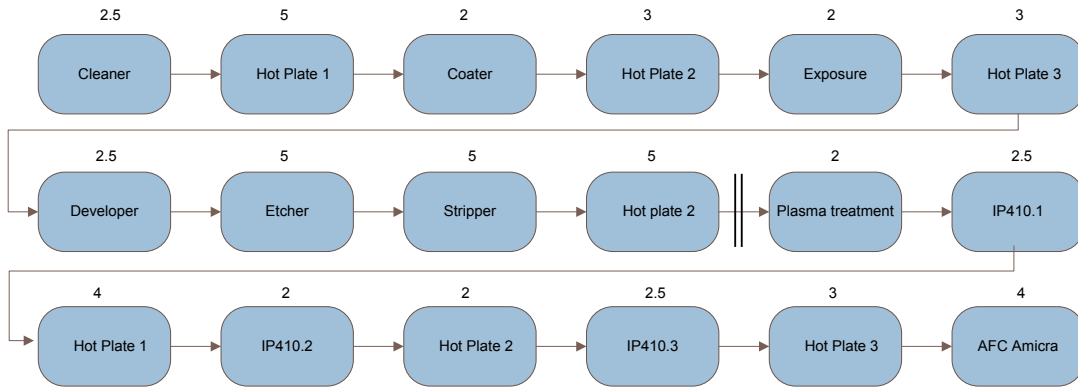 2.5 5 2 3 2 3
Cleaner Hot Plate 1 Coater Hot Plate 2 Exposure Hot Plate 3
2.5 5 5 5 2 2.5
Developer Etcher Stripper Hot plate 2 Plasma treatment IP410.1
4 2 2 2.5 3 4
Hot Plate 1 IP410.2 Hot Plate 2 IP410.3 Hot Plate 3 AFC Amicra